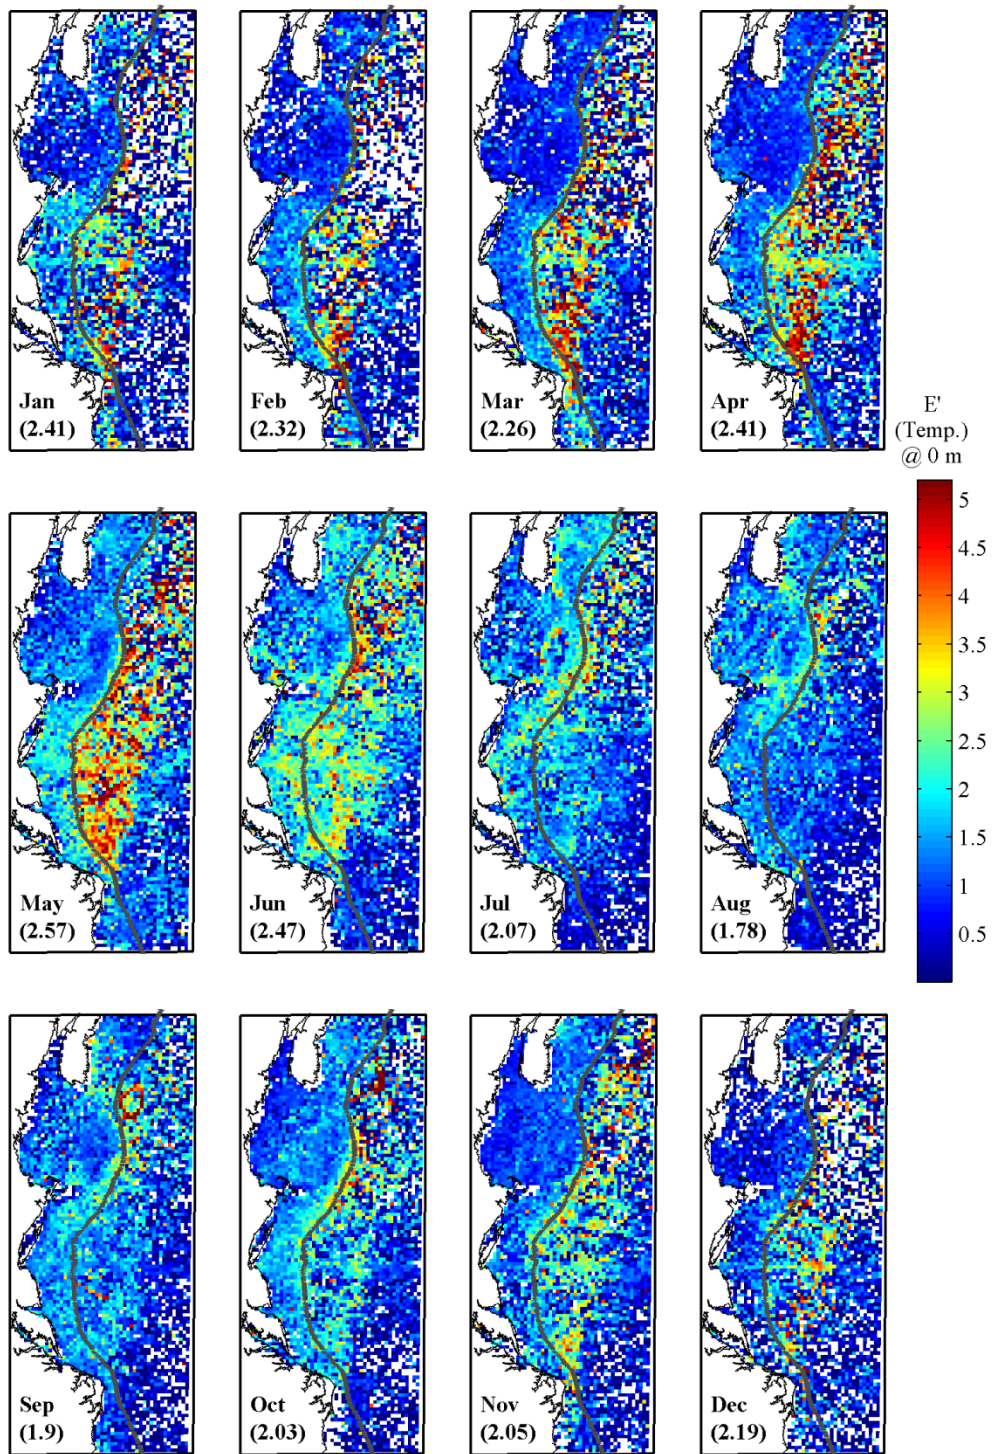 Jan
(2.41)
Feb
(2.32)
Mar
(2.26)
Apr
(2.41)
E'
(Temp.)
@ 0 m
5
4.5
4
3.5
3
2.5
2
1.5
1
0.5
May
(2.57)
Jun
(2.47)
Jul
(2.07)
Aug
(1.78)
Sep
(1.9)
Oct
(2.03)
Nov
(2.05)
Dec
(2.19)